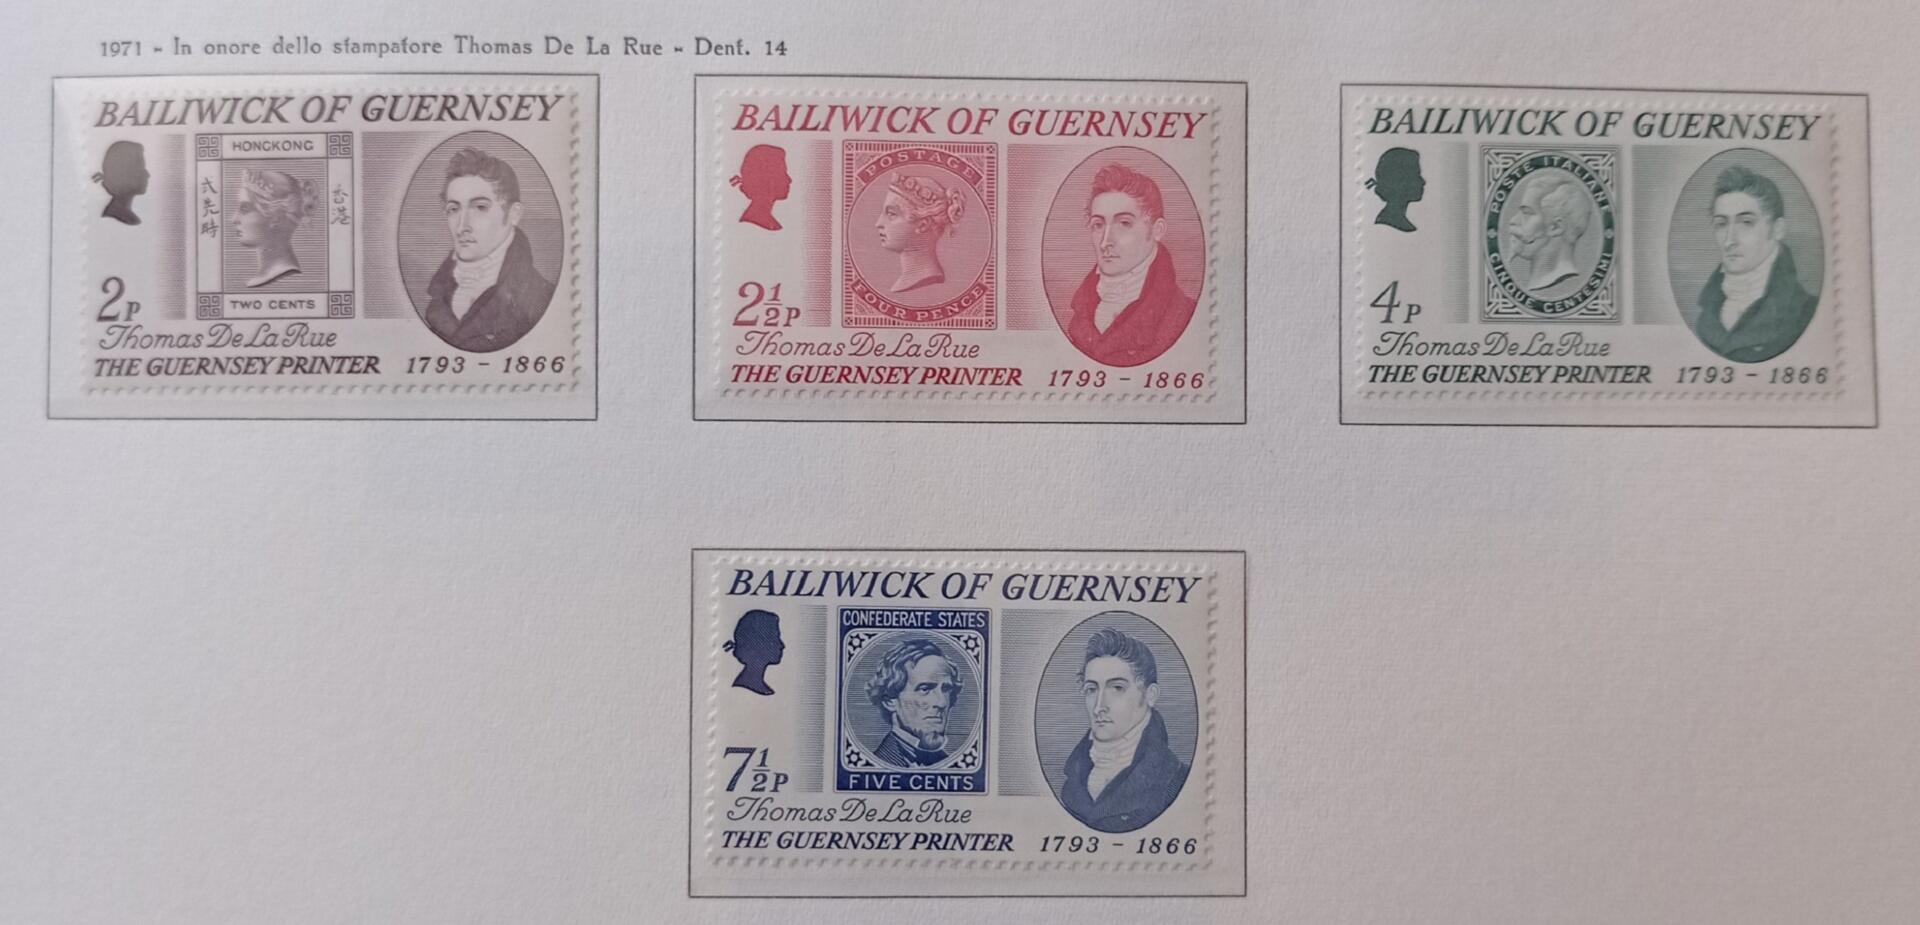 1971 - In onore dello stampatore Thomas De La Rue - Dent. 14
BAILIWICK OF GUERNSEY
HONGKONG
香港
TWO CENTS
2P
Thomas De La Rue
THE GUERNSEY PRINTER 1793 - 1866
BAILIWICK OF GUERNSEY
POSTAGE
FOUR PENCE
2½P
Thomas De La Rue
THE GUERNSEY PRINTER 1793 - 1866
BAILIWICK OF GUERNSEY
POSTE ITALIANE
CINQUE CENTESIMI
4P
Thomas De La Rue
THE GUERNSEY PRINTER 1793 - 1866
BAILIWICK OF GUERNSEY
CONFEDERATE STATES
FIVE CENTS
7½P
Thomas De La Rue
THE GUERNSEY PRINTER 1793 - 1866